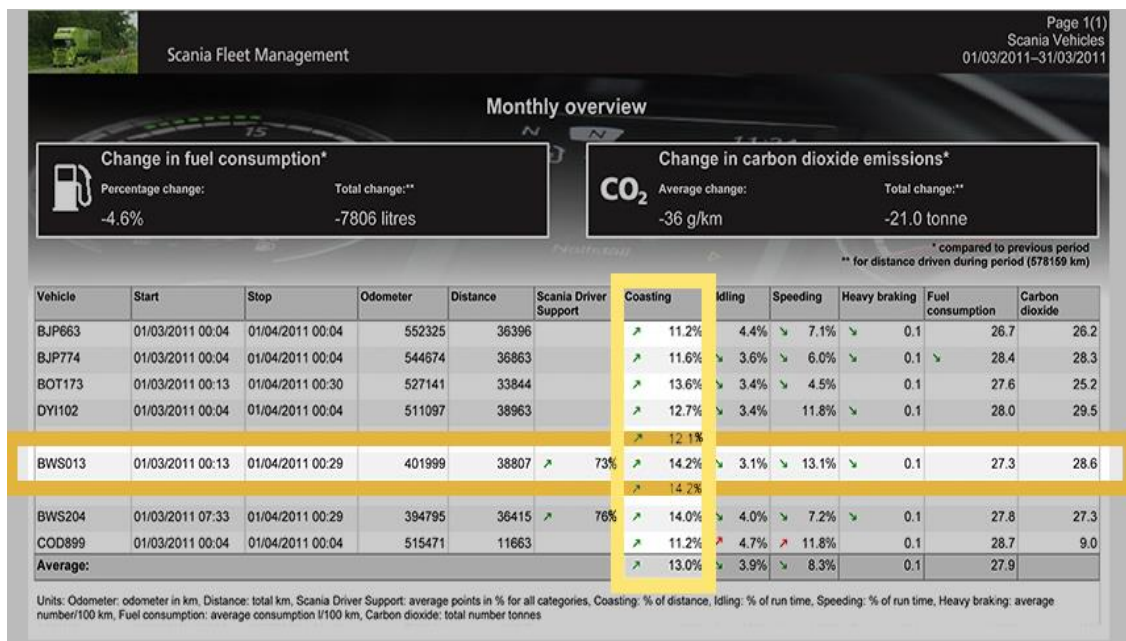 Page 1(1)
Scania Vehicles
01/03/2011–31/03/2011
Scania Fleet Management
Monthly overview
Change in fuel consumption*
Percentage change: Total change:**
-4.6% -7806 litres
CO₂
Change in carbon dioxide emissions*
Average change: Total change:**
-36 g/km -21.0 tonne
* compared to previous period
** for distance driven during period (578159 km)
Vehicle Start Stop Odometer Distance Scania Driver Support Coasting Idling Speeding Heavy braking Fuel consumption Carbon dioxide
BJP663 01/03/2011 00:04 01/04/2011 00:04 552325 36396 11.2% 4.4% 7.1% 0.1 26.7 26.2
BJP774 01/03/2011 00:04 01/04/2011 00:04 544674 36863 11.6% 3.6% 6.0% 0.1 28.4 28.3
BOT173 01/03/2011 00:13 01/04/2011 00:30 527141 33844 13.6% 3.4% 4.5% 0.1 27.6 25.2
DYI102 01/03/2011 00:04 01/04/2011 00:04 511097 38963 12.7% 3.4% 11.8% 0.1 28.0 29.5
12.1%
BWS013 01/03/2011 00:13 01/04/2011 00:29 401999 38807 73% 14.2% 3.1% 13.1% 0.1 27.3 28.6
14.2%
BWS204 01/03/2011 07:33 01/04/2011 00:29 394795 36415 76% 14.0% 4.0% 7.2% 0.1 27.8 27.3
COD899 01/03/2011 00:04 01/04/2011 00:04 515471 11663 11.2% 4.7% 11.8% 0.1 28.7 9.0
Average: 13.0% 3.9% 8.3% 0.1 27.9
Units: Odometer: odometer in km, Distance: total km, Scania Driver Support: average points in % for all categories, Coasting: % of distance, Idling: % of run time, Speeding: % of run time, Heavy braking: average
number/100 km, Fuel consumption: average consumption l/100 km, Carbon dioxide: total number tonnes